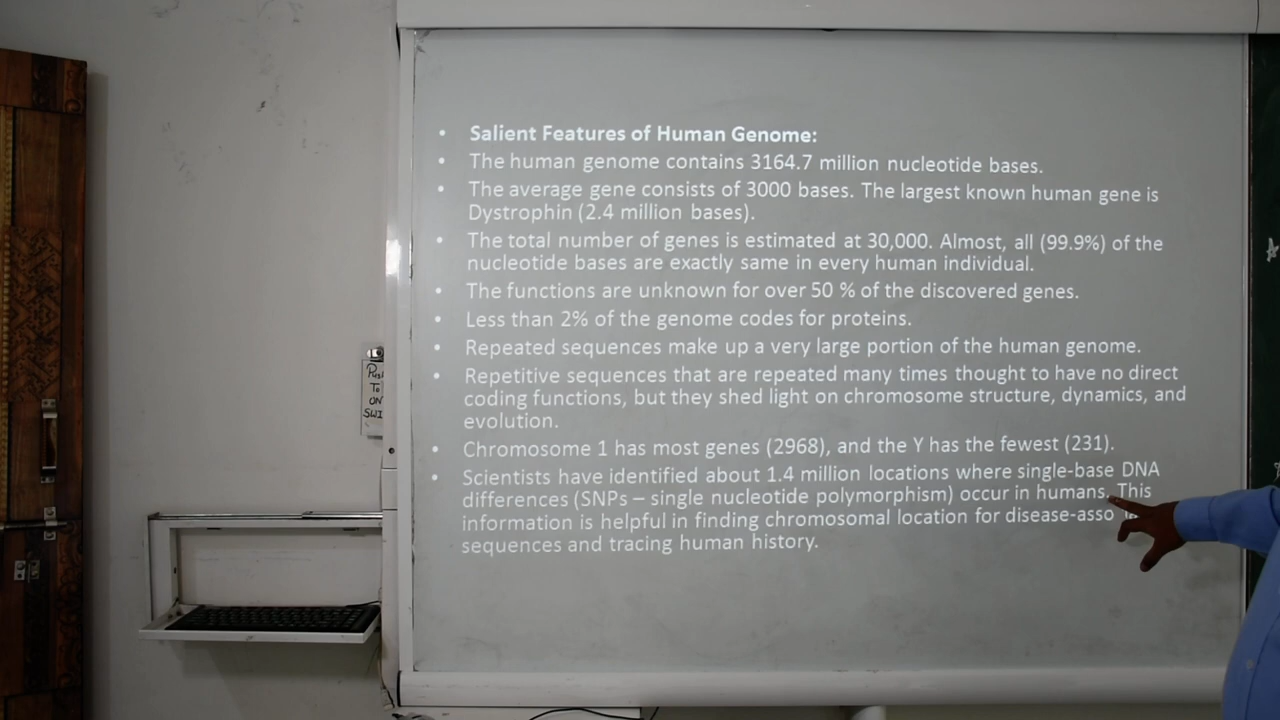 • Salient Features of Human Genome:
• The human genome contains 3164.7 million nucleotide bases.
• The average gene consists of 3000 bases. The largest known human gene is
Dystrophin (2.4 million bases).
• The total number of genes is estimated at 30,000. Almost, all (99.9%) of the
nucleotide bases are exactly same in every human individual.
• The functions are unknown for over 50 % of the discovered genes.
• Less than 2% of the genome codes for proteins.
• Repeated sequences make up a very large portion of the human genome.
• Repetitive sequences that are repeated many times thought to have no direct
coding functions, but they shed light on chromosome structure, dynamics, and
evolution.
• Chromosome 1 has most genes (2968), and the Y has the fewest (231).
• Scientists have identified about 1.4 million locations where single-base DNA
differences (SNPs – single nucleotide polymorphism) occur in humans. This
information is helpful in finding chromosomal location for
sequences and tracing human history.
To
ON